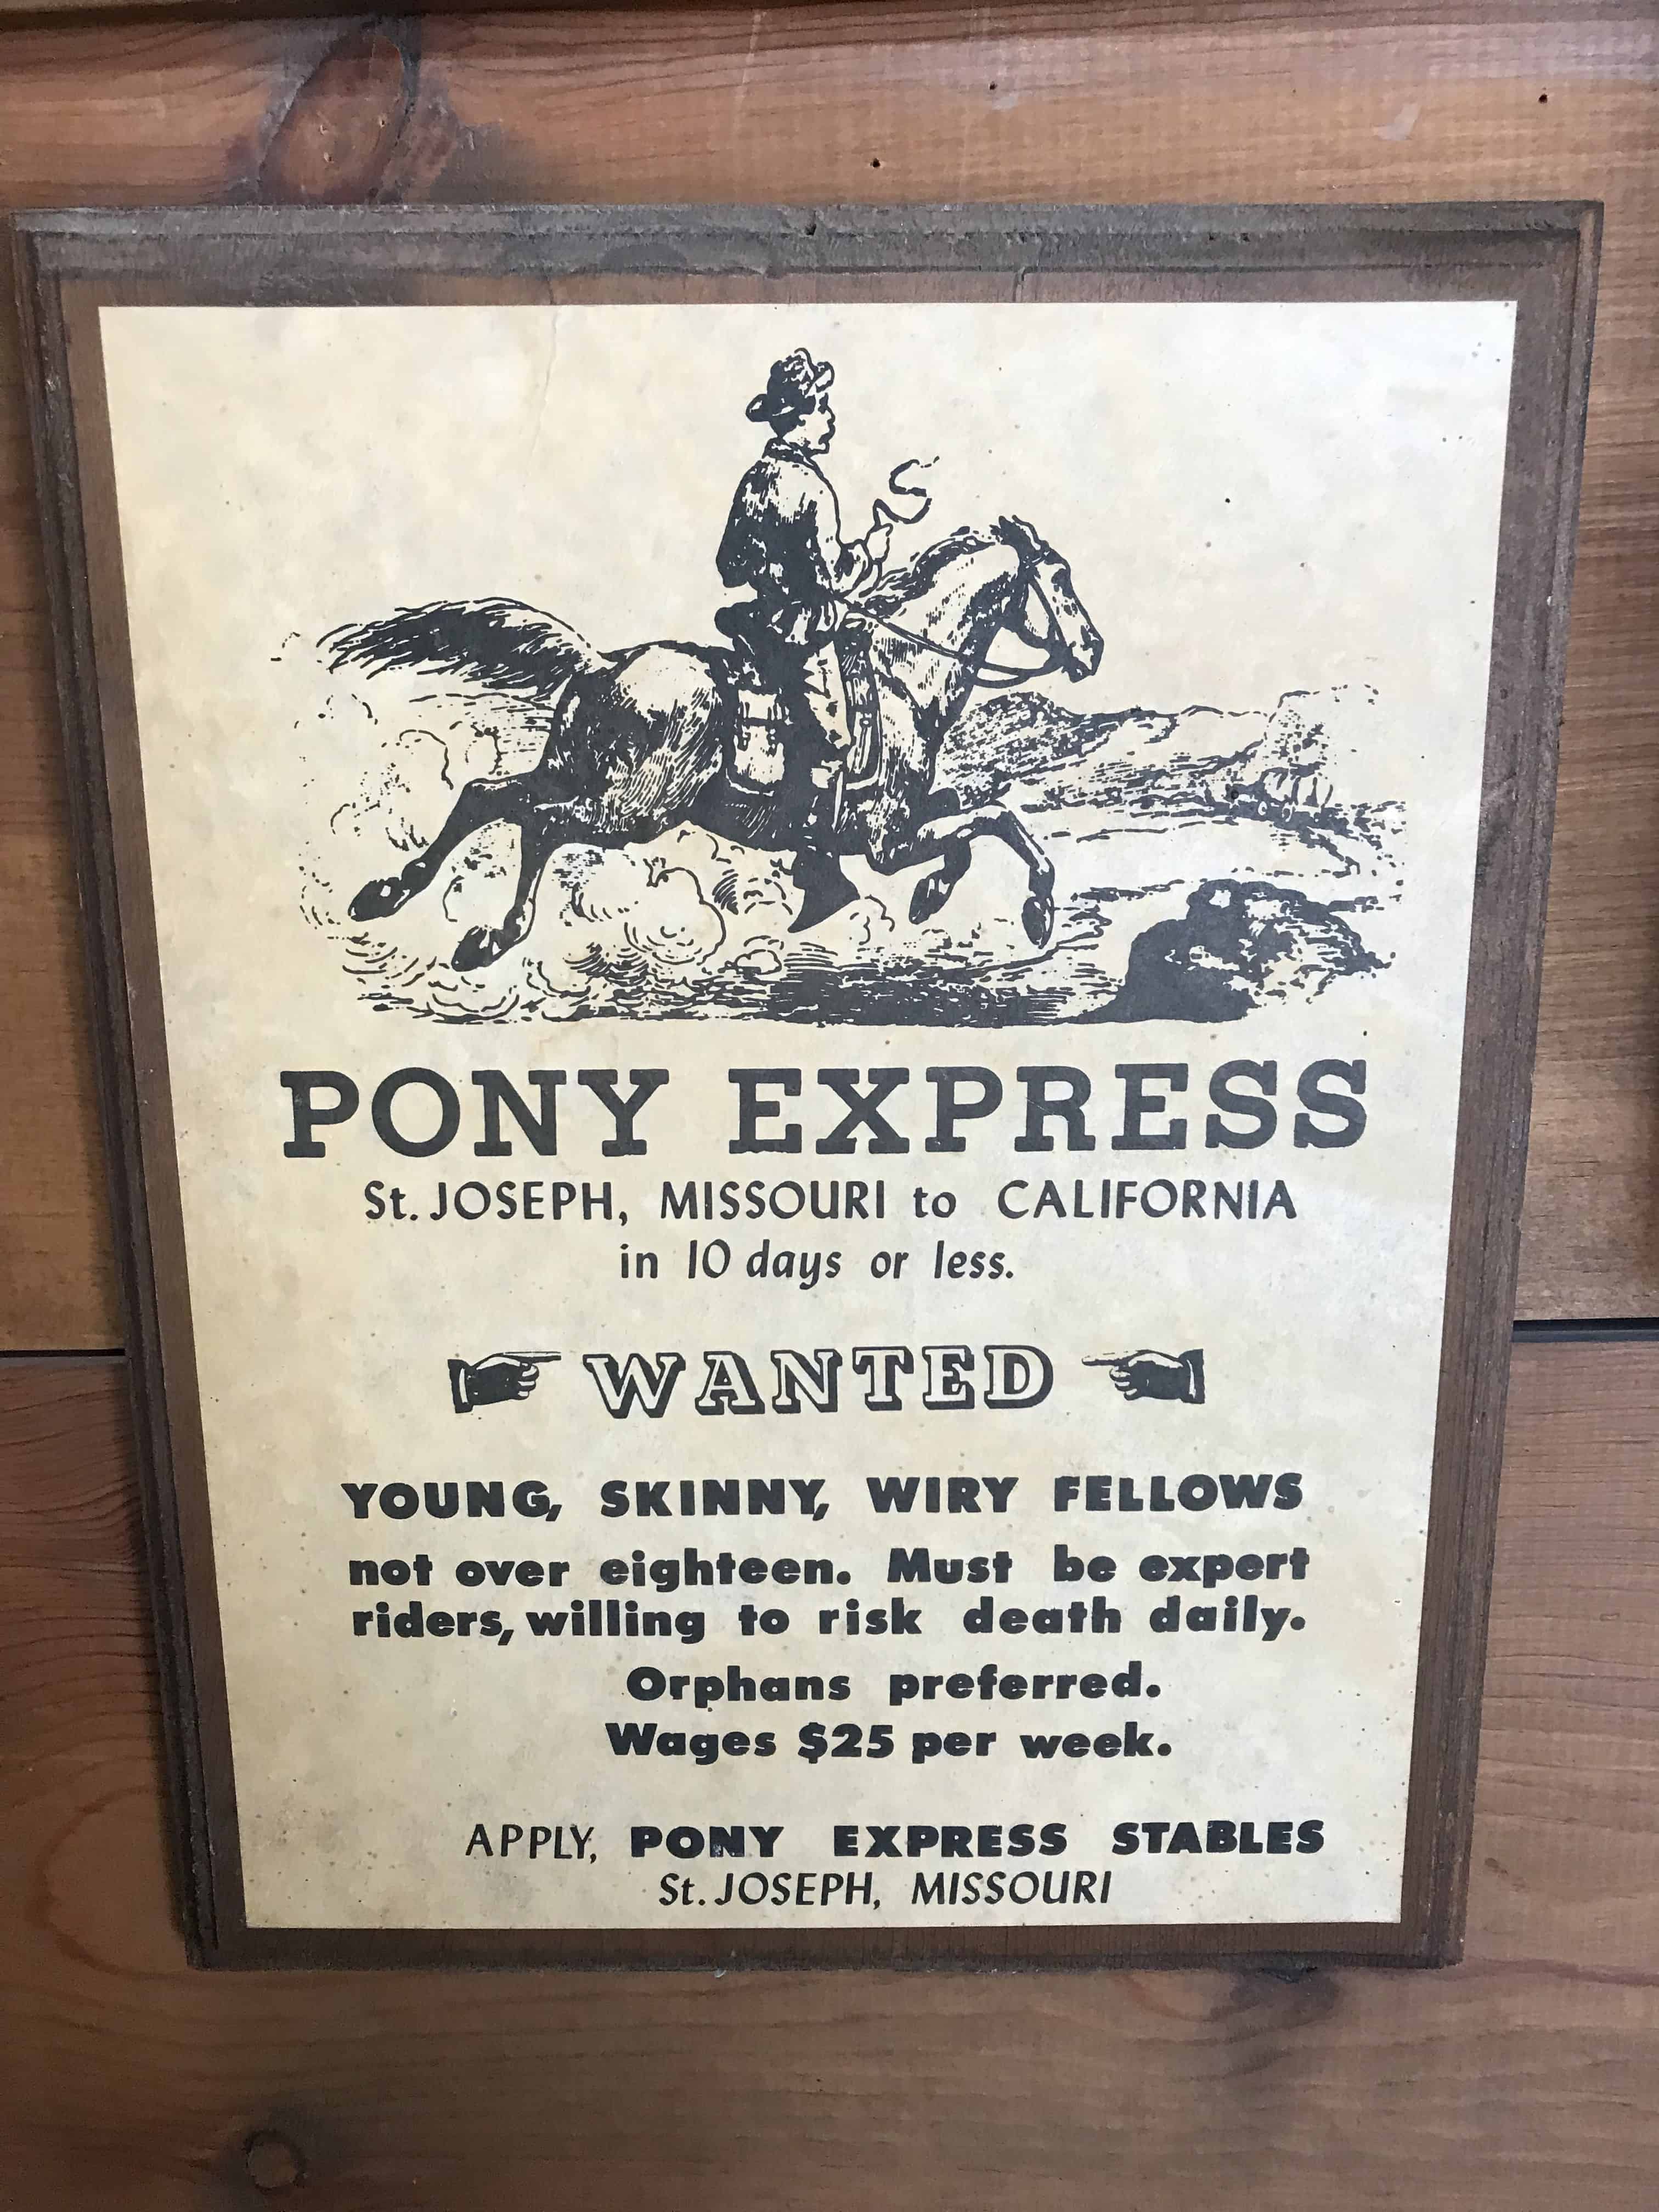 PONY EXPRESS
St. JOSEPH, MISSOURI to CALIFORNIA
in 10 days or less.
WANTED
YOUNG, SKINNY, WIRY FELLOWS
not over eighteen. Must be expert
riders, willing to risk death daily.
Orphans preferred.
Wages $25 per week.
APPLY, PONY EXPRESS STABLES
St. JOSEPH, MISSOURI